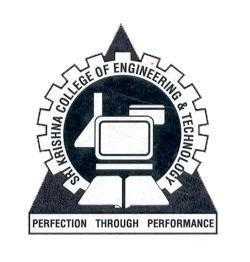 SRI KRISHNA COLLEGE OF ENGINEERING & TECHNOLOGY
PERFECTION THROUGH PERFORMANCE